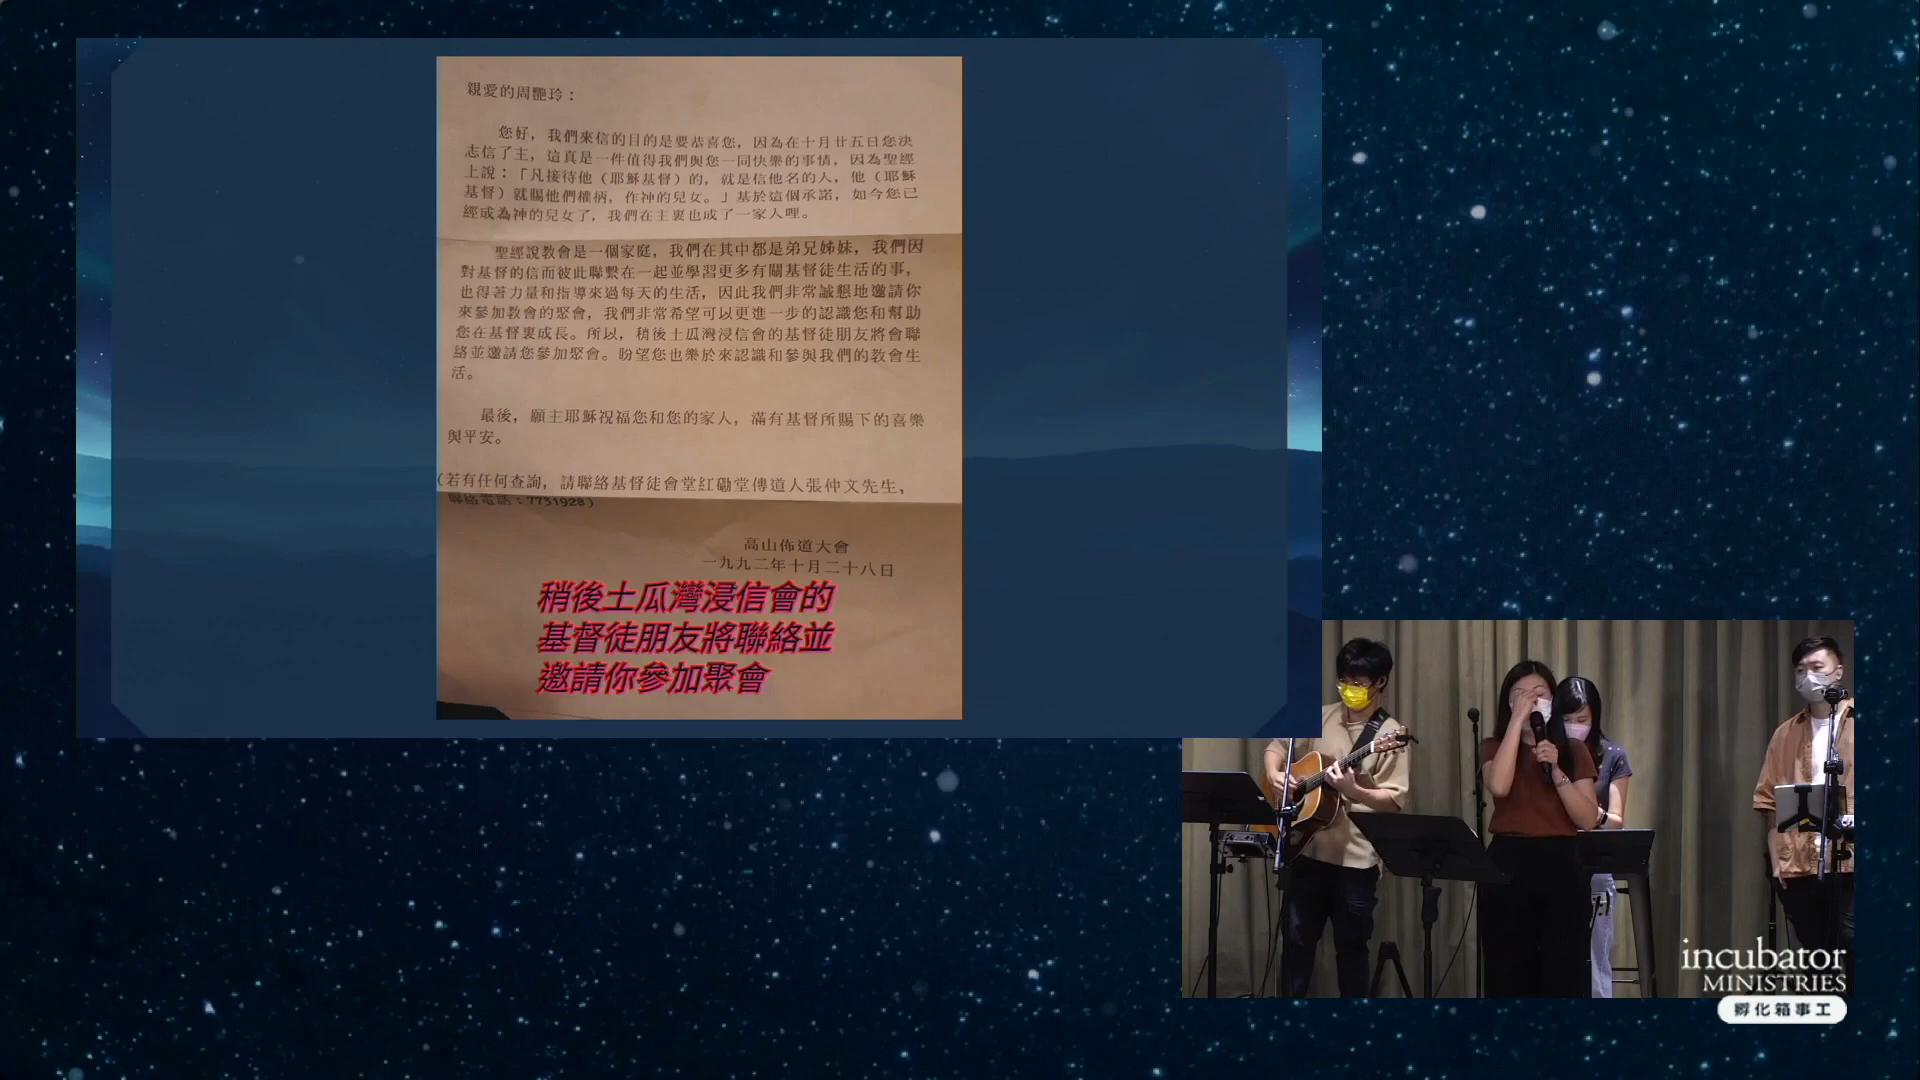 親愛的周艷玲：
您好，我們來信的目的是要恭喜您，因為在十月廿五日您決
志信了主，這真是一件值得我們與您一同快樂的事情，因為聖經
上說：「凡接待他（耶穌基督）的，就是信他名的人，他（耶穌
基督）就賜他們權柄，作神的兒女。」基於這個承諾，如今您已
經成為神的兒女了，我們在主裏也成了一家人哩。
聖經說教會是一個家庭，我們在其中都是弟兄姊妹，我們因
對基督的信而彼此聯繫在一起並學習更多有關基督徒生活的事，
也得著力量和指導來過每天的生活，因此我們非常誠懇地邀請你
來參加教會的聚會，我們非常希望可以更進一步的認識您和幫助
您在基督裏成長。所以，稍後土瓜灣浸信會的基督徒朋友將會聯
絡並邀請您參加聚會。盼望您也樂於來認識和參與我們的教會生
活。
最後，願主耶穌祝福您和您的家人，滿有基督所賜下的喜樂
與平安。
（若有任何查詢，請聯絡基督徒會堂紅磡堂傳道人張仲文先生，
聯絡電話：7731928）
高山佈道大會
一九九二年十月二十八日
稍後土瓜灣浸信會的
基督徒朋友將聯絡並
邀請你參加聚會
incubator
MINISTRIES
孵化箱事工